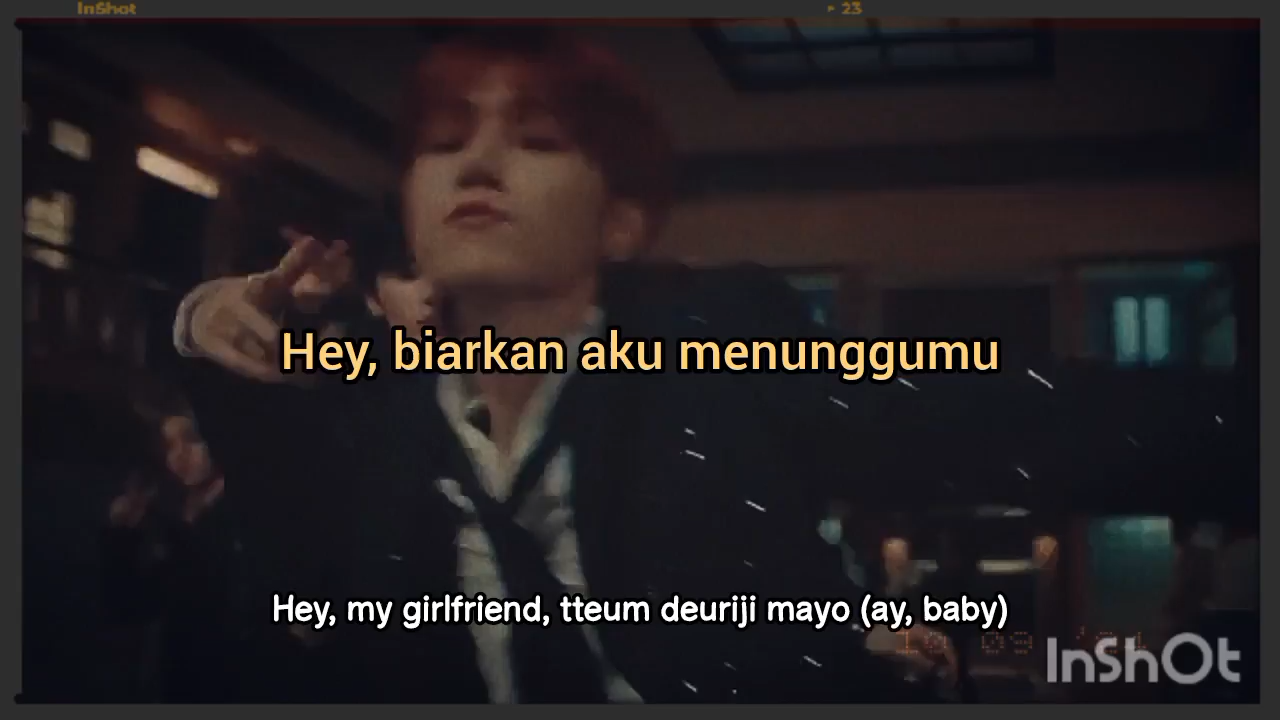 InShot
▸ 23
Hey, biarkan aku menunggumu
Hey, my girlfriend, tteum deuriji mayo (ay, baby)
InShOt